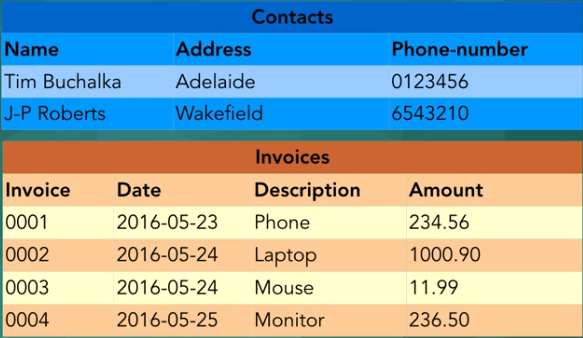 Contacts
Name Address Phone-number
Tim Buchalka Adelaide 0123456
J-P Roberts Wakefield 6543210
Invoices
Invoice Date Description Amount
0001 2016-05-23 Phone 234.56
0002 2016-05-24 Laptop 1000.90
0003 2016-05-24 Mouse 11.99
0004 2016-05-25 Monitor 236.50